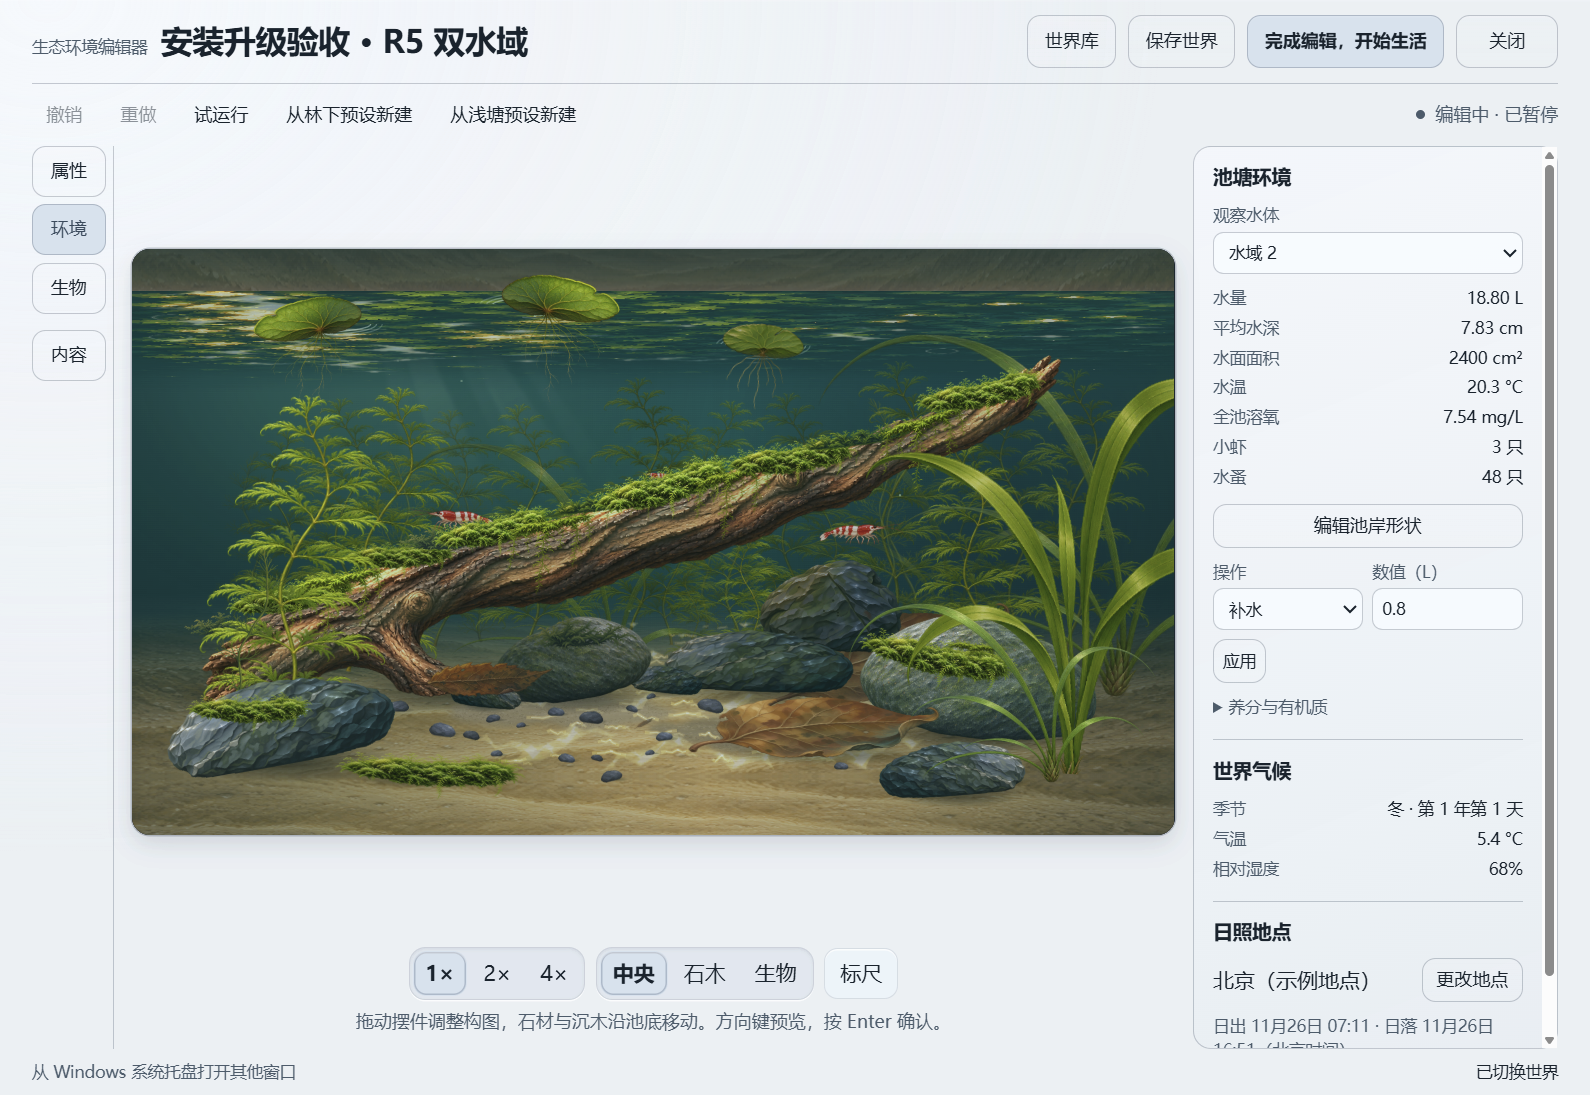 生态环境编辑器 安装升级验收 · R5 双水域
世界库 保存世界 完成编辑，开始生活 关闭
撤销 重做 试运行 从林下预设新建 从浅塘预设新建
编辑中 · 已暂停
属性
环境
生物
内容
池塘环境
观察水体
水域 2
水量 18.80 L
平均水深 7.83 cm
水面面积 2400 cm²
水温 20.3 °C
全池溶氧 7.54 mg/L
小虾 3 只
水蚤 48 只
编辑池岸形状
操作 数值（L）
补水 0.8
应用
养分与有机质
世界气候
季节 冬 · 第 1 年第 1 天
气温 5.4 °C
相对湿度 68%
日照地点
北京（示例地点） 更改地点
日出 11月26日 07:11 · 日落 11月26日
16:51（北京时间）
1× 2× 4× 中央 石木 生物 标尺
拖动摆件调整构图，石材与沉木沿池底移动。方向键预览，按 Enter 确认。
从 Windows 系统托盘打开其他窗口
已切换世界